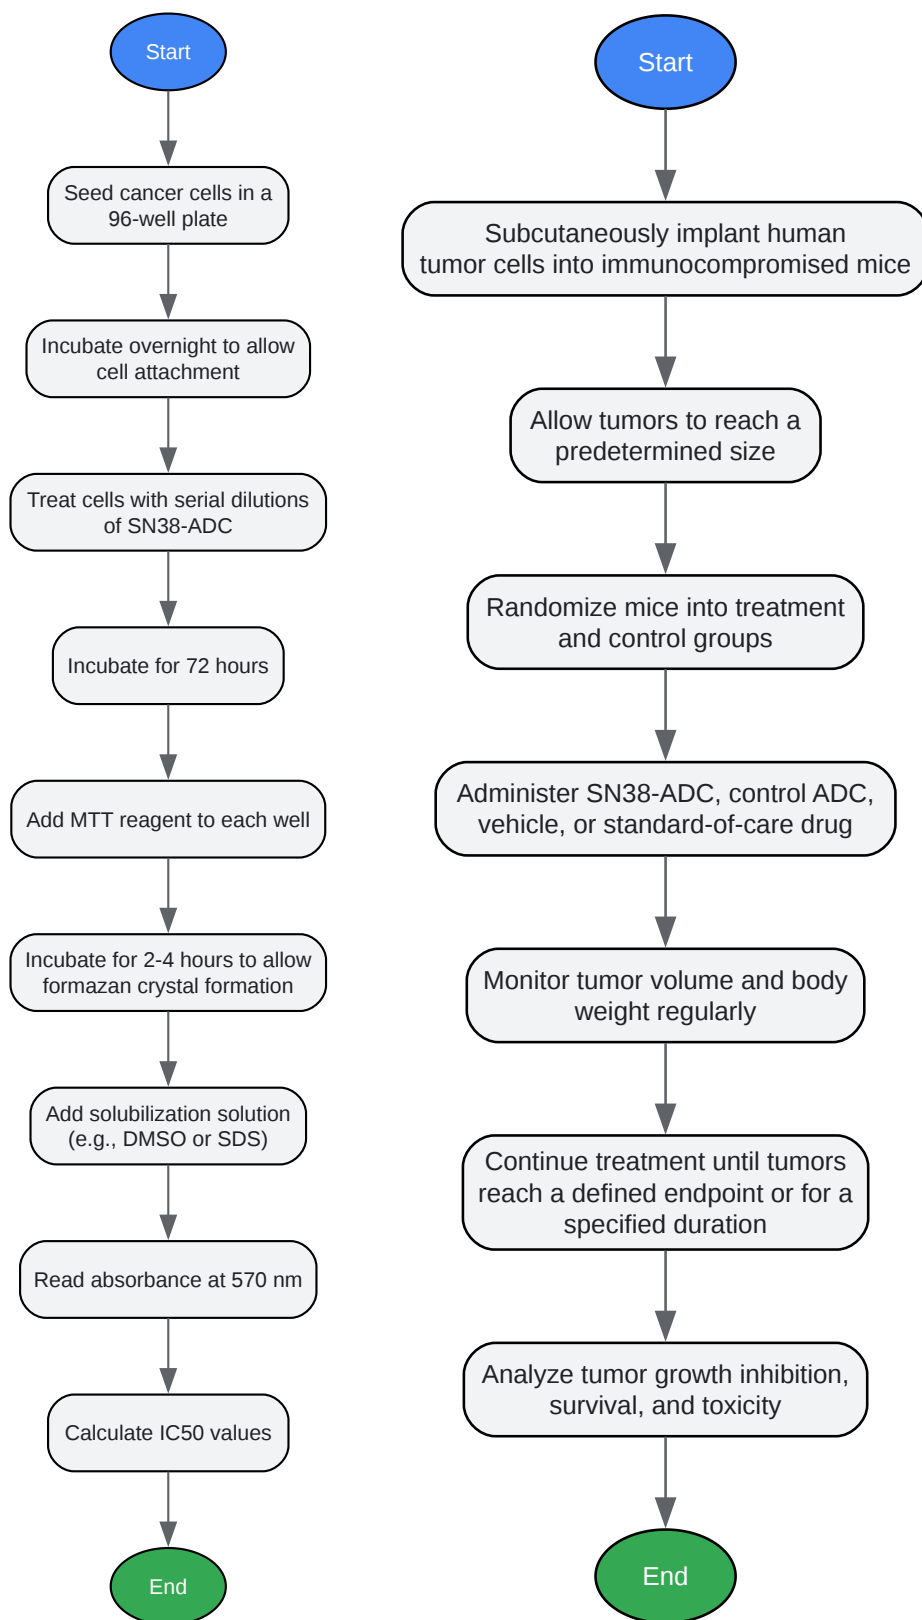 Start
Seed cancer cells in a
96-well plate
Incubate overnight to allow
cell attachment
Treat cells with serial dilutions
of SN38-ADC
Incubate for 72 hours
Add MTT reagent to each well
Incubate for 2-4 hours to allow
formazan crystal formation
Add solubilization solution
(e.g., DMSO or SDS)
Read absorbance at 570 nm
Calculate IC50 values
End
Start
Subcutaneously implant human
tumor cells into immunocompromised mice
Allow tumors to reach a
predetermined size
Randomize mice into treatment
and control groups
Administer SN38-ADC, control ADC,
vehicle, or standard-of-care drug
Monitor tumor volume and body
weight regularly
Continue treatment until tumors
reach a defined endpoint or for a
specified duration
Analyze tumor growth inhibition,
survival, and toxicity
End